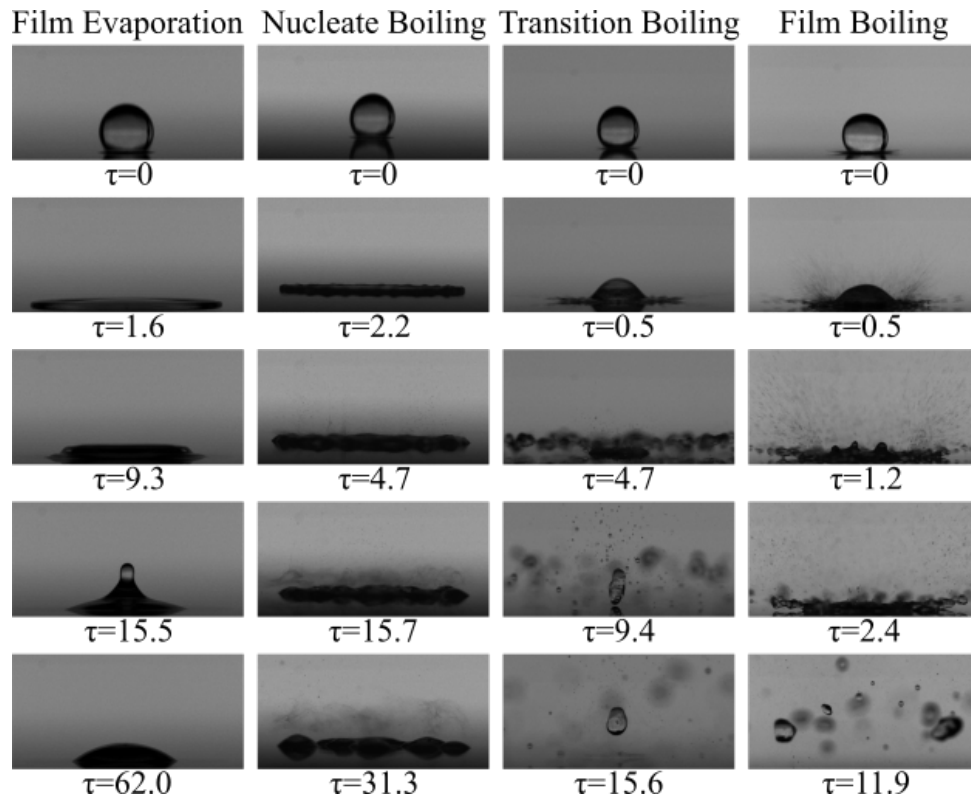 Film Evaporation Nucleate Boiling Transition Boiling Film Boiling
τ=0 τ=0 τ=0 τ=0
τ=1.6 τ=2.2 τ=0.5 τ=0.5
τ=9.3 τ=4.7 τ=4.7 τ=1.2
τ=15.5 τ=15.7 τ=9.4 τ=2.4
τ=62.0 τ=31.3 τ=15.6 τ=11.9